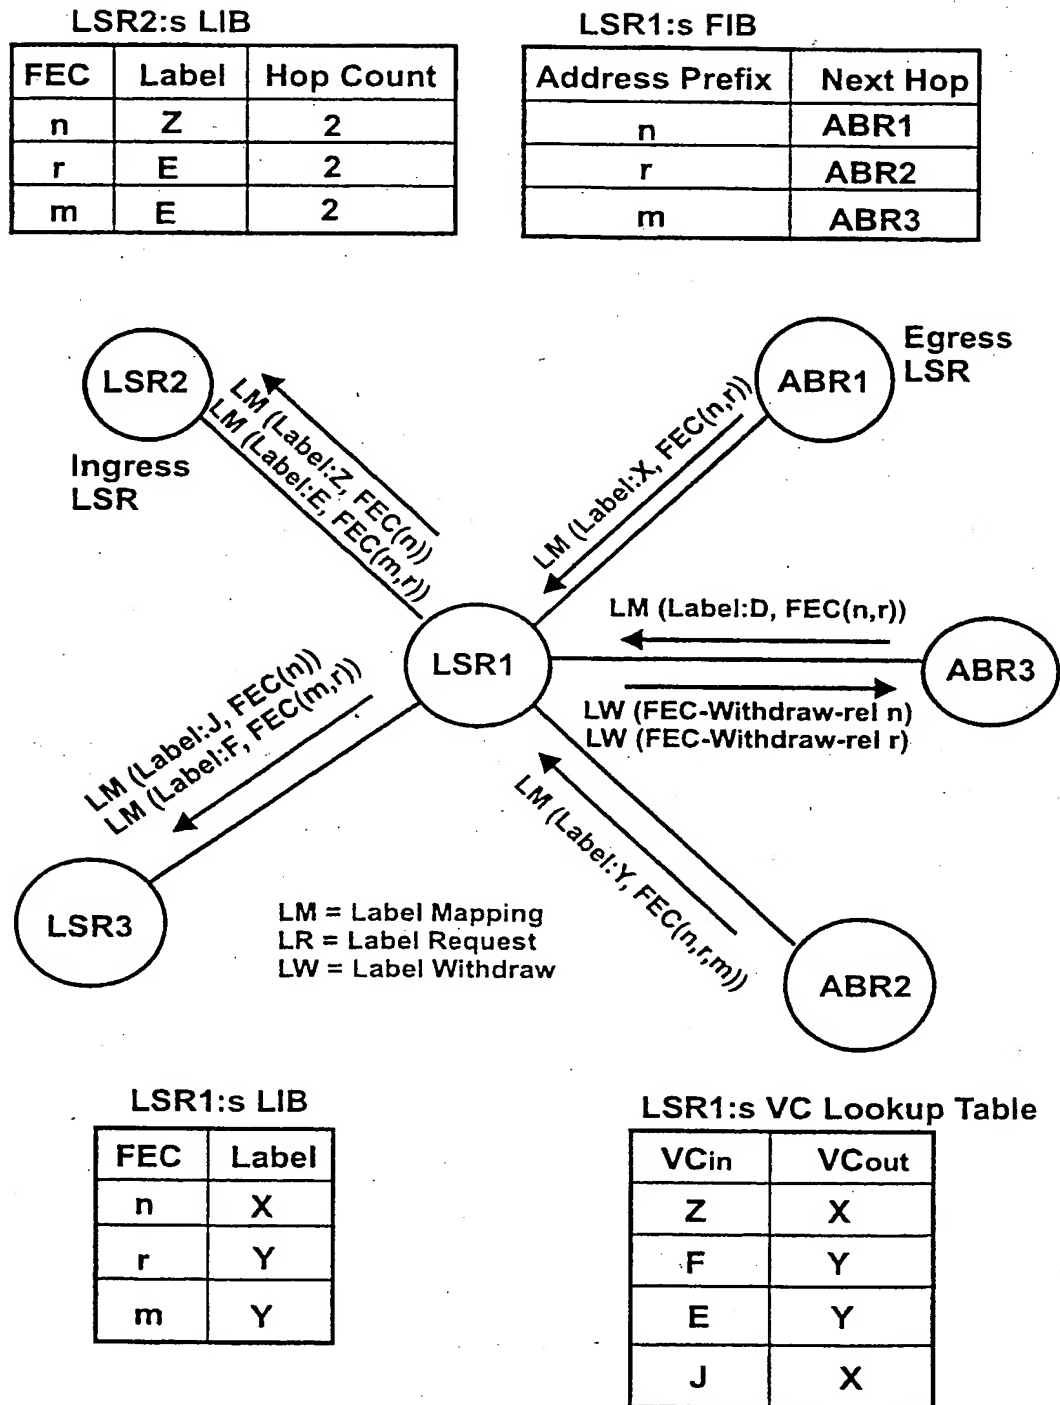 LSR2:s LIB
FEC Label Hop Count
n Z 2
r E 2
m E 2
LSR1:s FIB
Address Prefix Next Hop
n ABR1
r ABR2
m ABR3
LSR2
Ingress
LSR
LM (Label:Z, FEC(n))
LM (Label:E, FEC(m,r))
ABR1
Egress
LSR
LM (Label:X, FEC(n,r))
LSR1
LM (Label:D, FEC(n,r))
ABR3
LW (FEC-Withdraw-rel n)
LW (FEC-Withdraw-rel r)
LM (Label:J, FEC(n))
LM (Label:F, FEC(m,r))
LSR3
LM (Label:Y, FEC(n,r,m))
ABR2
LM = Label Mapping
LR = Label Request
LW = Label Withdraw
LSR1:s LIB
FEC Label
n X
r Y
m Y
LSR1:s VC Lookup Table
VCin VCout
Z X
F Y
E Y
J X